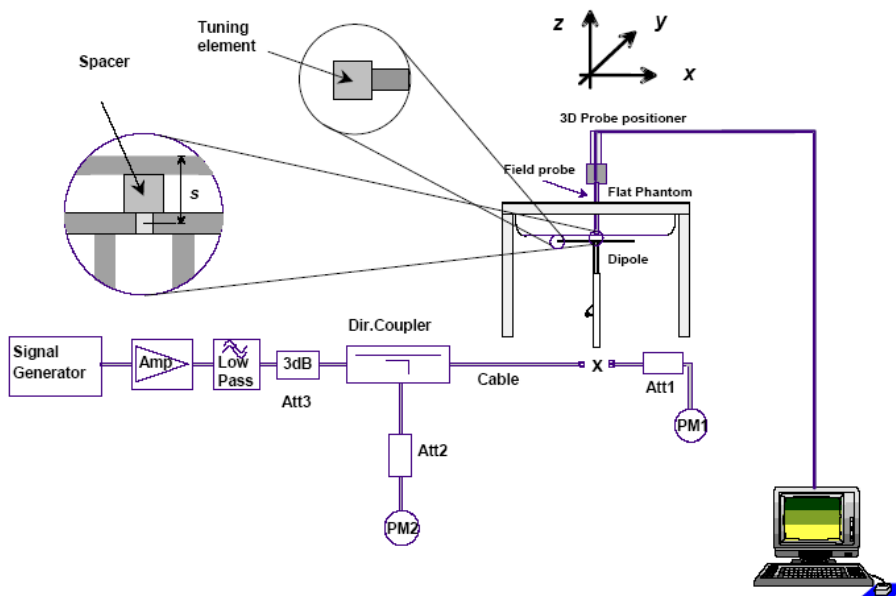 Tuning
element
z
y
x
Spacer
3D Probe positioner
Field probe
Flat Phantom
s
Dipole
Dir.Coupler
Signal
Generator
Amp
Low
Pass
3dB
Att3
Cable
X
Att1
PM1
Att2
PM2